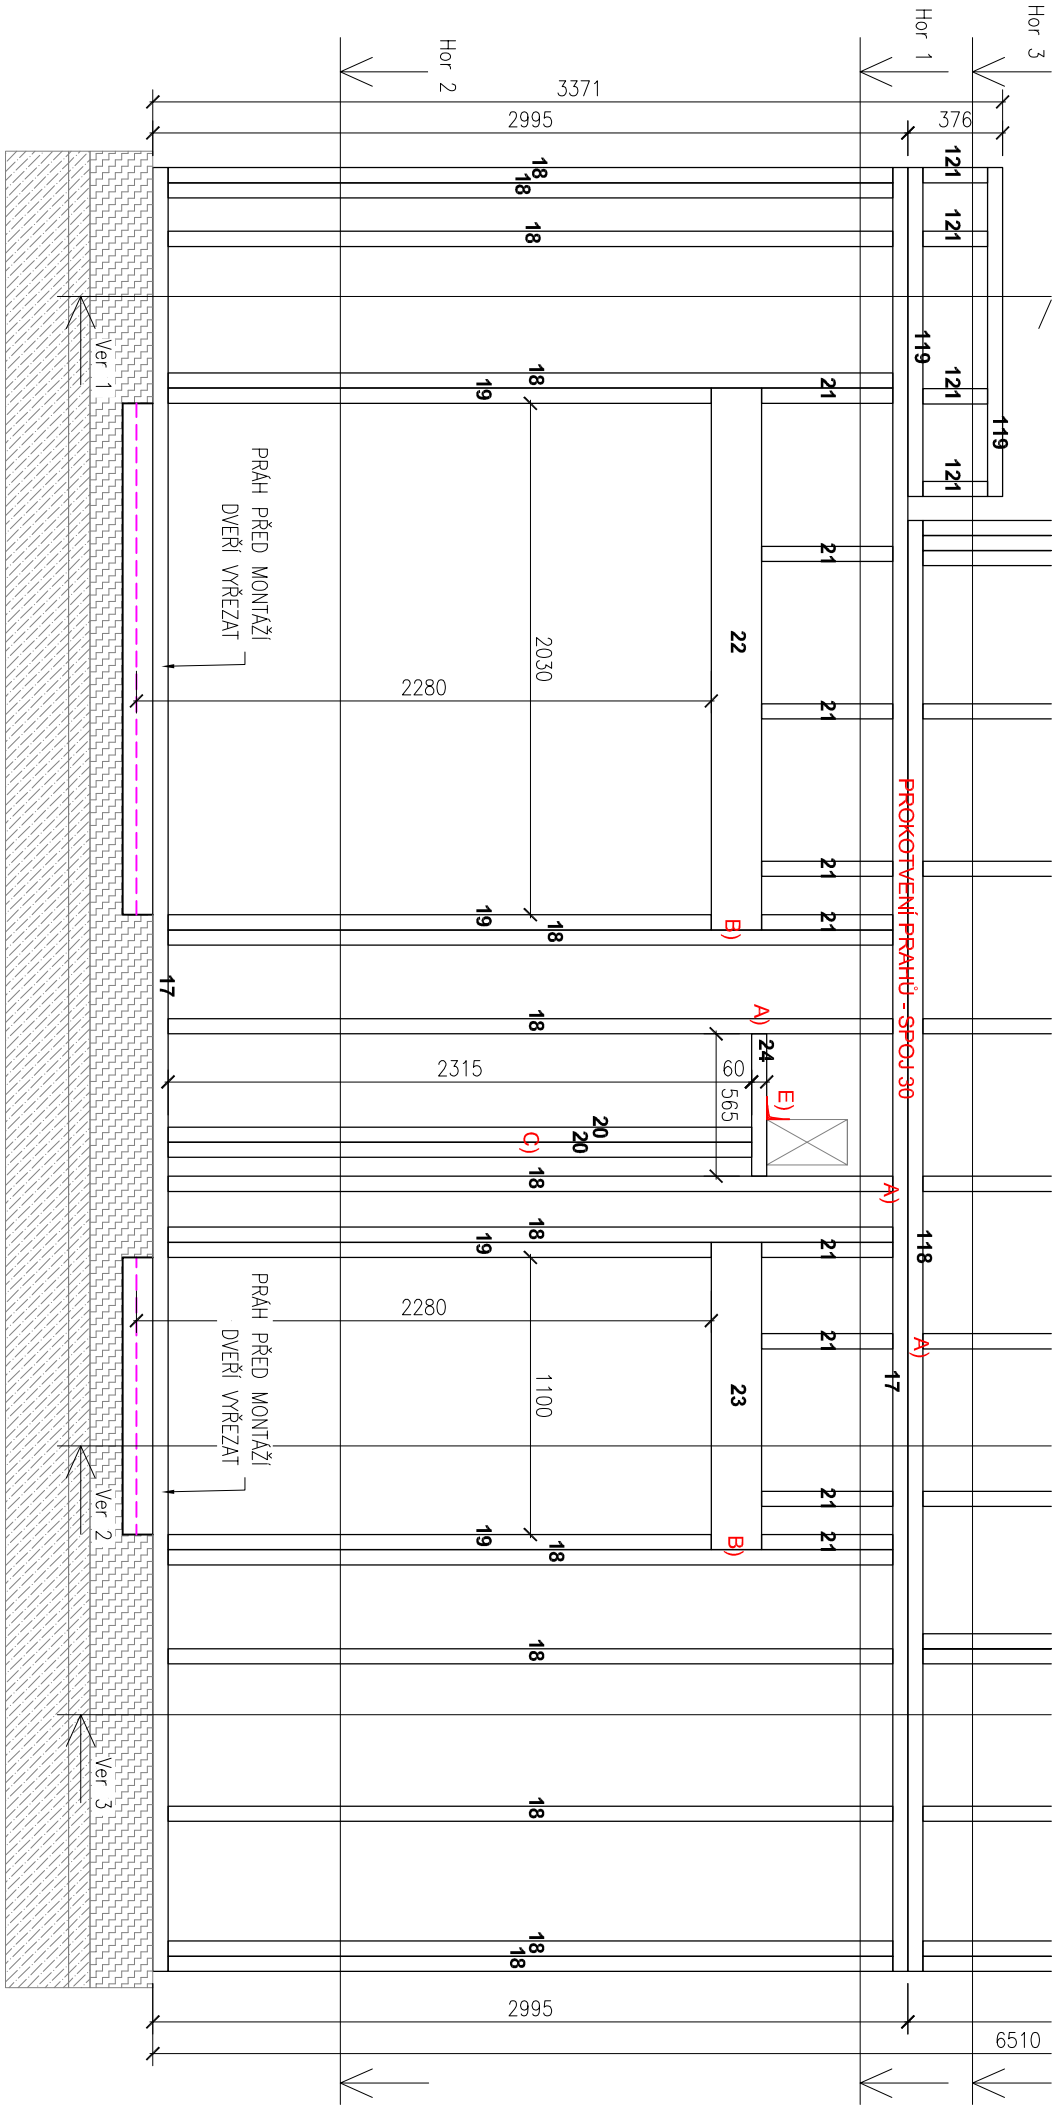 Hor 3
Hor 1
Hor 2
3371
2995
376
121
121
121
121
119
119
18
18
18
18
19
21
Ver 1
PRÁH PŘED MONTÁŽÍ
DVEŘÍ VYŘEZAT
2030
2280
22
21
21
21
21
19
18
B)
PROKOTVENÍ PRAHŮ - SPOJ 30
17
18
A)
24
2315
60
565
E)
20
20
C)
18
A)
118
18
19
21
PRÁH PŘED MONTÁŽÍ
DVEŘÍ VYŘEZAT
2280
1100
23
21
A)
17
21
21
19
18
B)
Ver 2
18
Ver 3
18
18
18
2995
6510